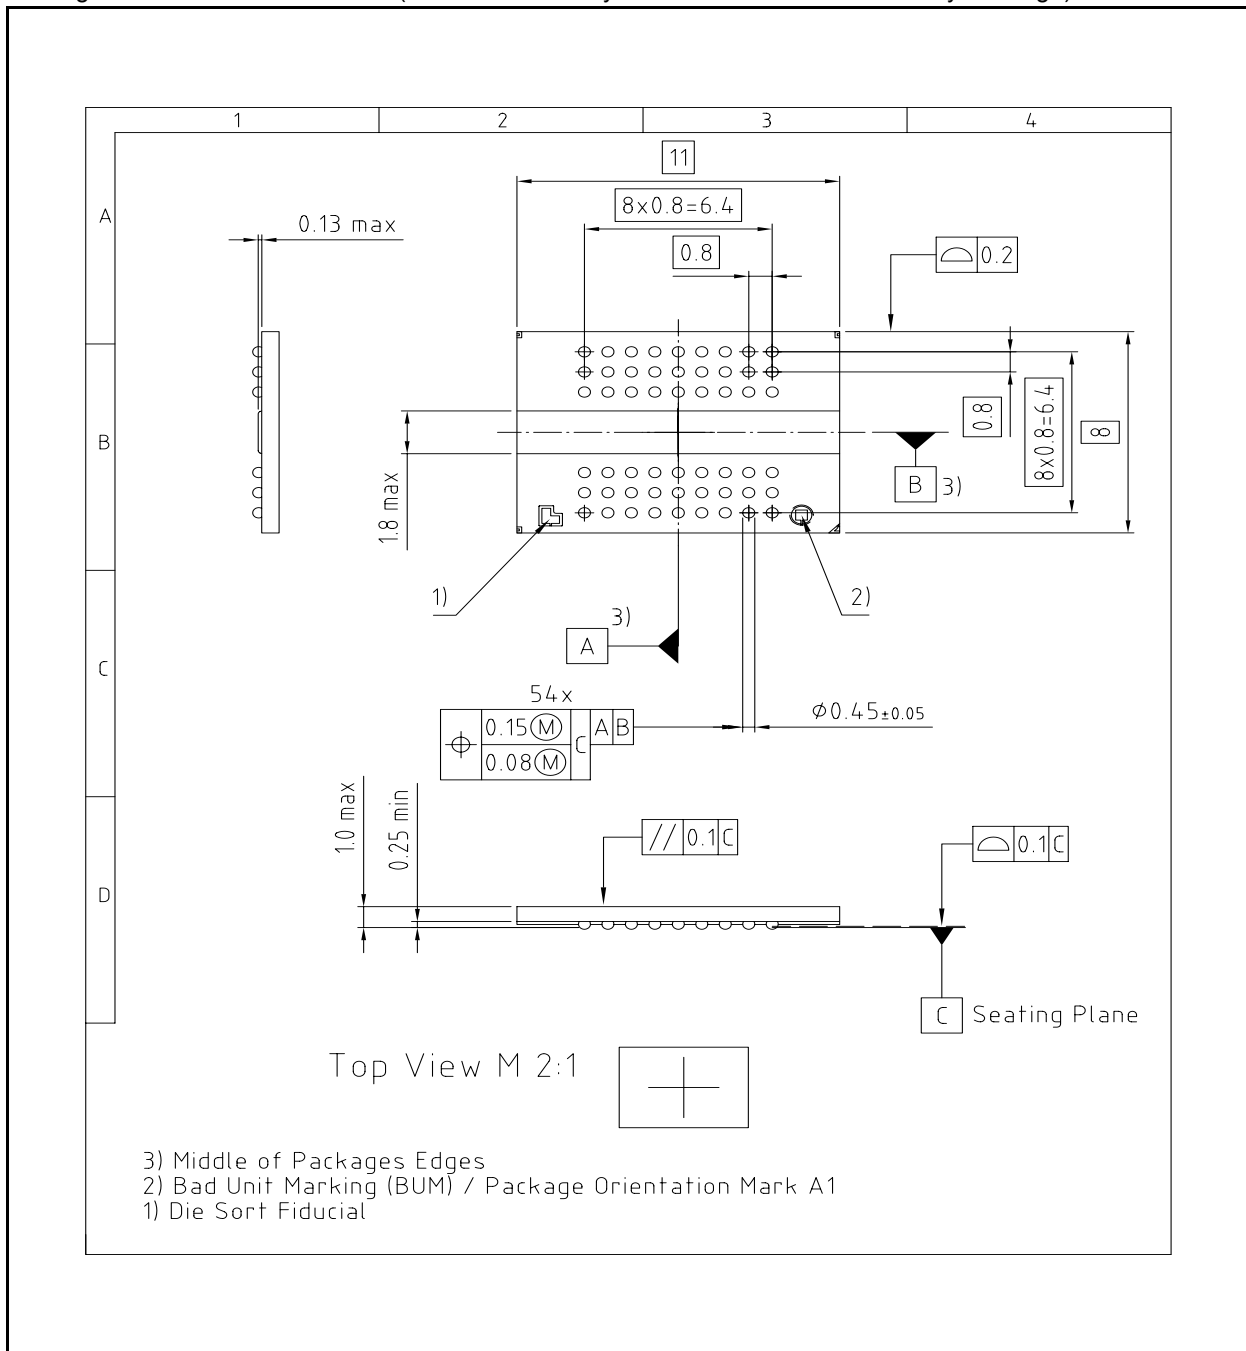 1 2 3 4
11
A
8x0.8=6.4
0.13 max
0.8
0.2
B
0.8
8x0.8=6.4
8
B 3)
1.8 max
1) 2)
3)
A
C
54x
0.15 M C A B
0.08 M
Ø0.45±0.05
1.0 max
0.25 min
// 0.1 C
0.1 C
D
C Seating Plane
Top View M 2:1
3) Middle of Packages Edges
2) Bad Unit Marking (BUM) / Package Orientation Mark A1
1) Die Sort Fiducial